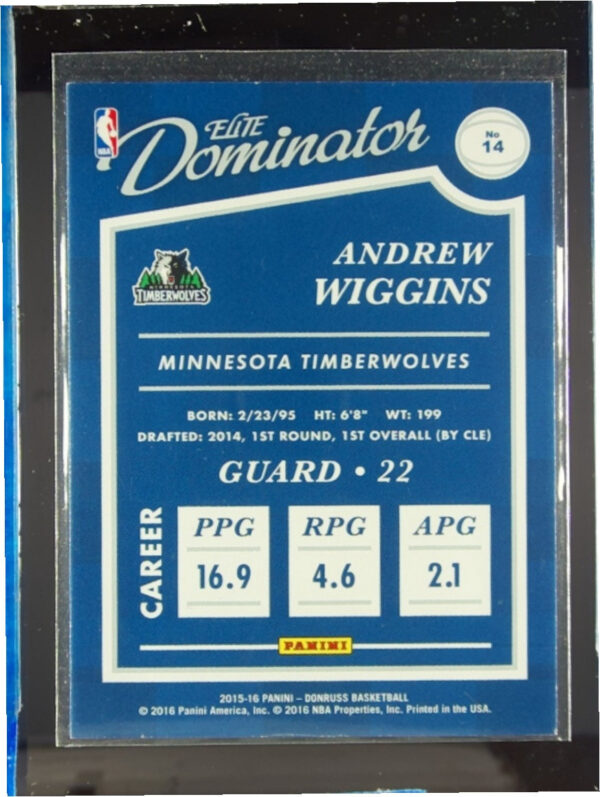 NBA
ELITE
Dominator
No
14
MINNESOTA
TIMBERWOLVES
ANDREW
WIGGINS
MINNESOTA TIMBERWOLVES
BORN: 2/23/95 HT: 6'8" WT: 199
DRAFTED: 2014, 1ST ROUND, 1ST OVERALL (BY CLE)
GUARD • 22
CAREER
PPG RPG APG
16.9 4.6 2.1
PANINI
2015-16 PANINI – DONRUSS BASKETBALL
© 2016 Panini America, Inc. © 2016 NBA Properties, Inc. Printed in the USA.